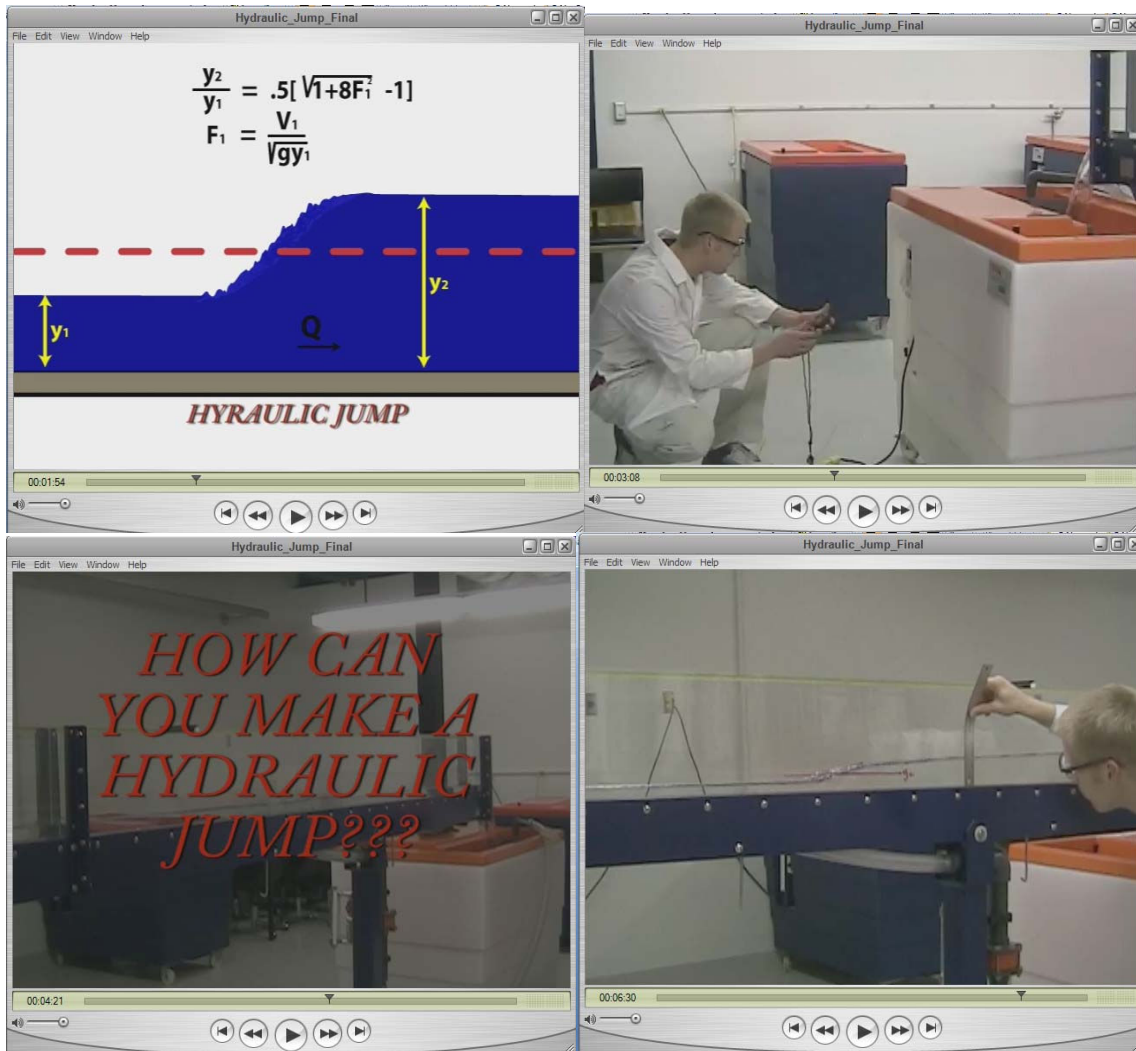 Hydraulic_Jump_Final
File Edit View Window Help
y₂/y₁ = .5[√1+8F₁² -1]
F₁ = V₁/√gy₁
y₁
y₂
Q
HYRAULIC JUMP
00:01:54
Hydraulic_Jump_Final
File Edit View Window Help
00:03:08
Hydraulic_Jump_Final
File Edit View Window Help
HOW CAN
YOU MAKE A
HYDRAULIC
JUMP???
00:04:21
Hydraulic_Jump_Final
File Edit View Window Help
00:06:30